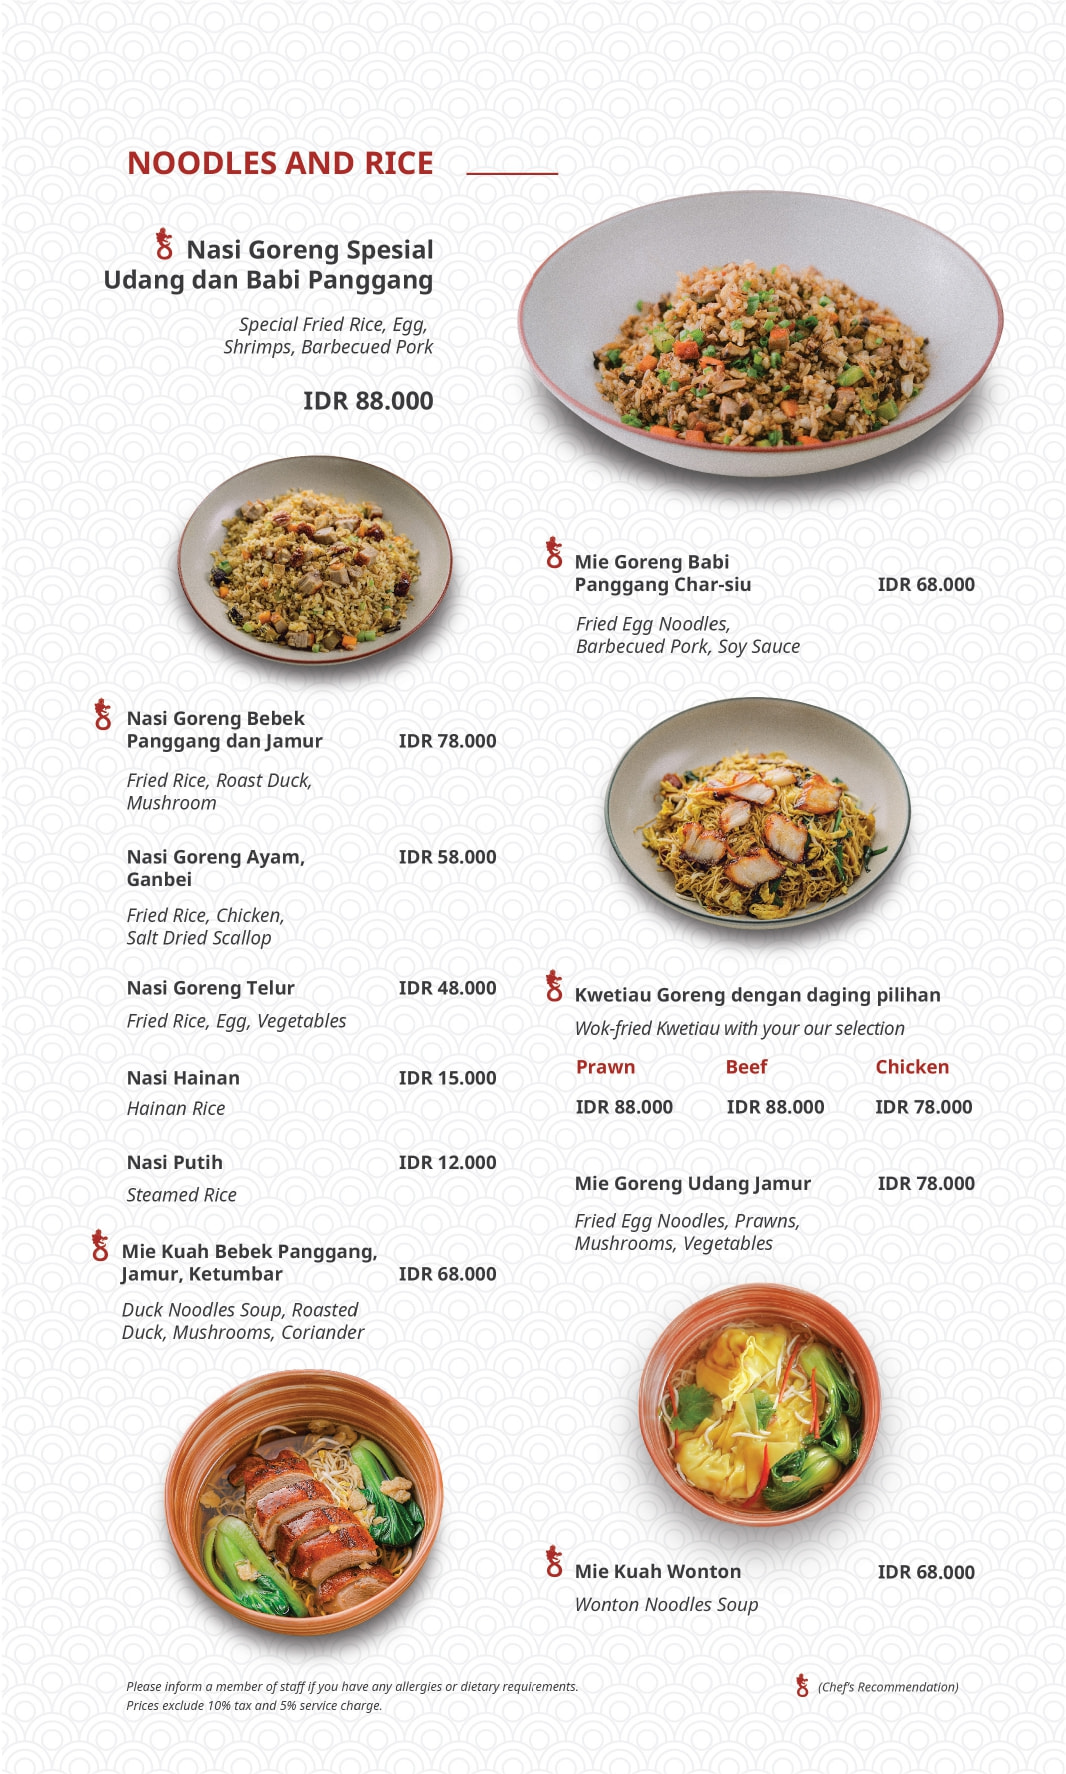 NOODLES AND RICE
Nasi Goreng Spesial
Udang dan Babi Panggang
Special Fried Rice, Egg,
Shrimps, Barbecued Pork
IDR 88.000
Nasi Goreng Bebek
Panggang dan Jamur IDR 78.000
Fried Rice, Roast Duck,
Mushroom
Nasi Goreng Ayam, IDR 58.000
Ganbei
Fried Rice, Chicken,
Salt Dried Scallop
Nasi Goreng Telur IDR 48.000
Fried Rice, Egg, Vegetables
Nasi Hainan IDR 15.000
Hainan Rice
Nasi Putih IDR 12.000
Steamed Rice
Mie Kuah Bebek Panggang,
Jamur, Ketumbar IDR 68.000
Duck Noodles Soup, Roasted
Duck, Mushrooms, Coriander
Mie Goreng Babi
Panggang Char-siu IDR 68.000
Fried Egg Noodles,
Barbecued Pork, Soy Sauce
Kwetiau Goreng dengan daging pilihan
Wok-fried Kwetiau with your our selection
Prawn Beef Chicken
IDR 88.000 IDR 88.000 IDR 78.000
Mie Goreng Udang Jamur IDR 78.000
Fried Egg Noodles, Prawns,
Mushrooms, Vegetables
Mie Kuah Wonton IDR 68.000
Wonton Noodles Soup
Please inform a member of staff if you have any allergies or dietary requirements.
Prices exclude 10% tax and 5% service charge.
(Chef's Recommendation)